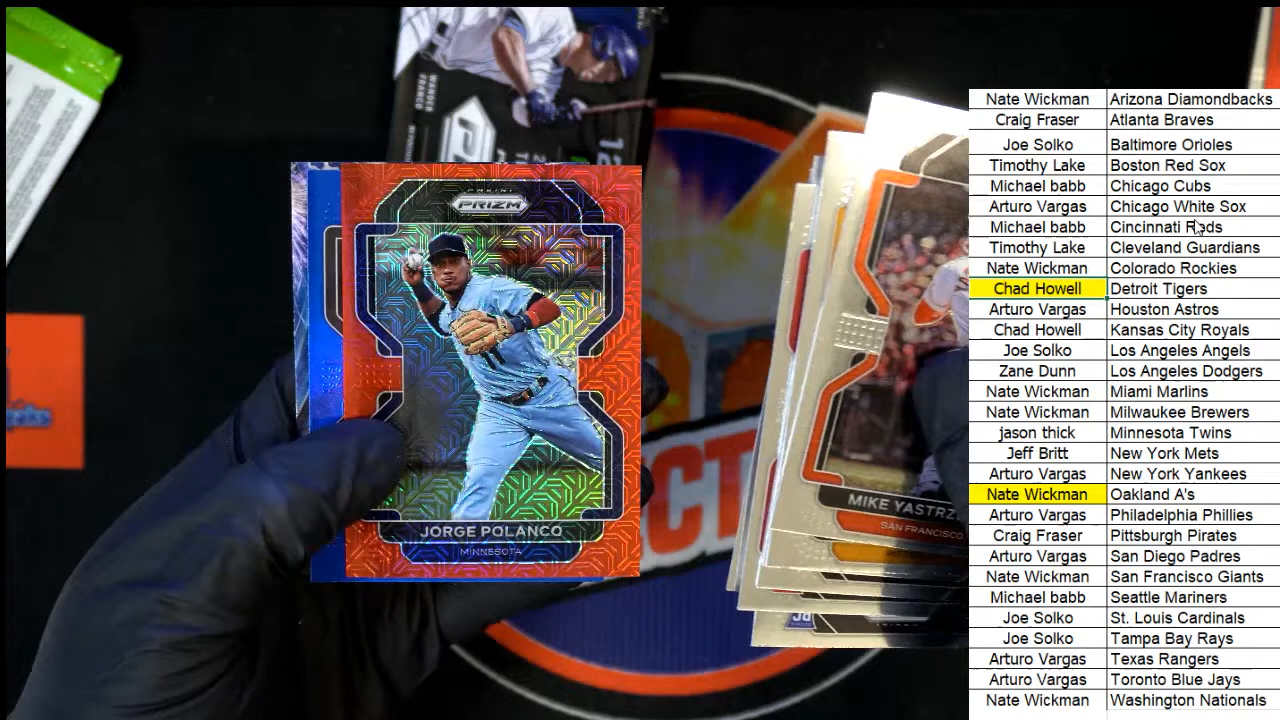 WANDER
FRANCO
PANINI
PRIZM
JORGE POLANCO
MINNESOTA
MIKE YASTRZ
SAN FRANCISCO
CT
Nate Wickman Arizona Diamondbacks
Craig Fraser Atlanta Braves
Joe Solko Baltimore Orioles
Timothy Lake Boston Red Sox
Michael babb Chicago Cubs
Arturo Vargas Chicago White Sox
Michael babb Cincinnati Reds
Timothy Lake Cleveland Guardians
Nate Wickman Colorado Rockies
Chad Howell Detroit Tigers
Arturo Vargas Houston Astros
Chad Howell Kansas City Royals
Joe Solko Los Angeles Angels
Zane Dunn Los Angeles Dodgers
Nate Wickman Miami Marlins
Nate Wickman Milwaukee Brewers
jason thick Minnesota Twins
Jeff Britt New York Mets
Arturo Vargas New York Yankees
Nate Wickman Oakland A's
Arturo Vargas Philadelphia Phillies
Craig Fraser Pittsburgh Pirates
Arturo Vargas San Diego Padres
Nate Wickman San Francisco Giants
Michael babb Seattle Mariners
Joe Solko St. Louis Cardinals
Joe Solko Tampa Bay Rays
Arturo Vargas Texas Rangers
Arturo Vargas Toronto Blue Jays
Nate Wickman Washington Nationals